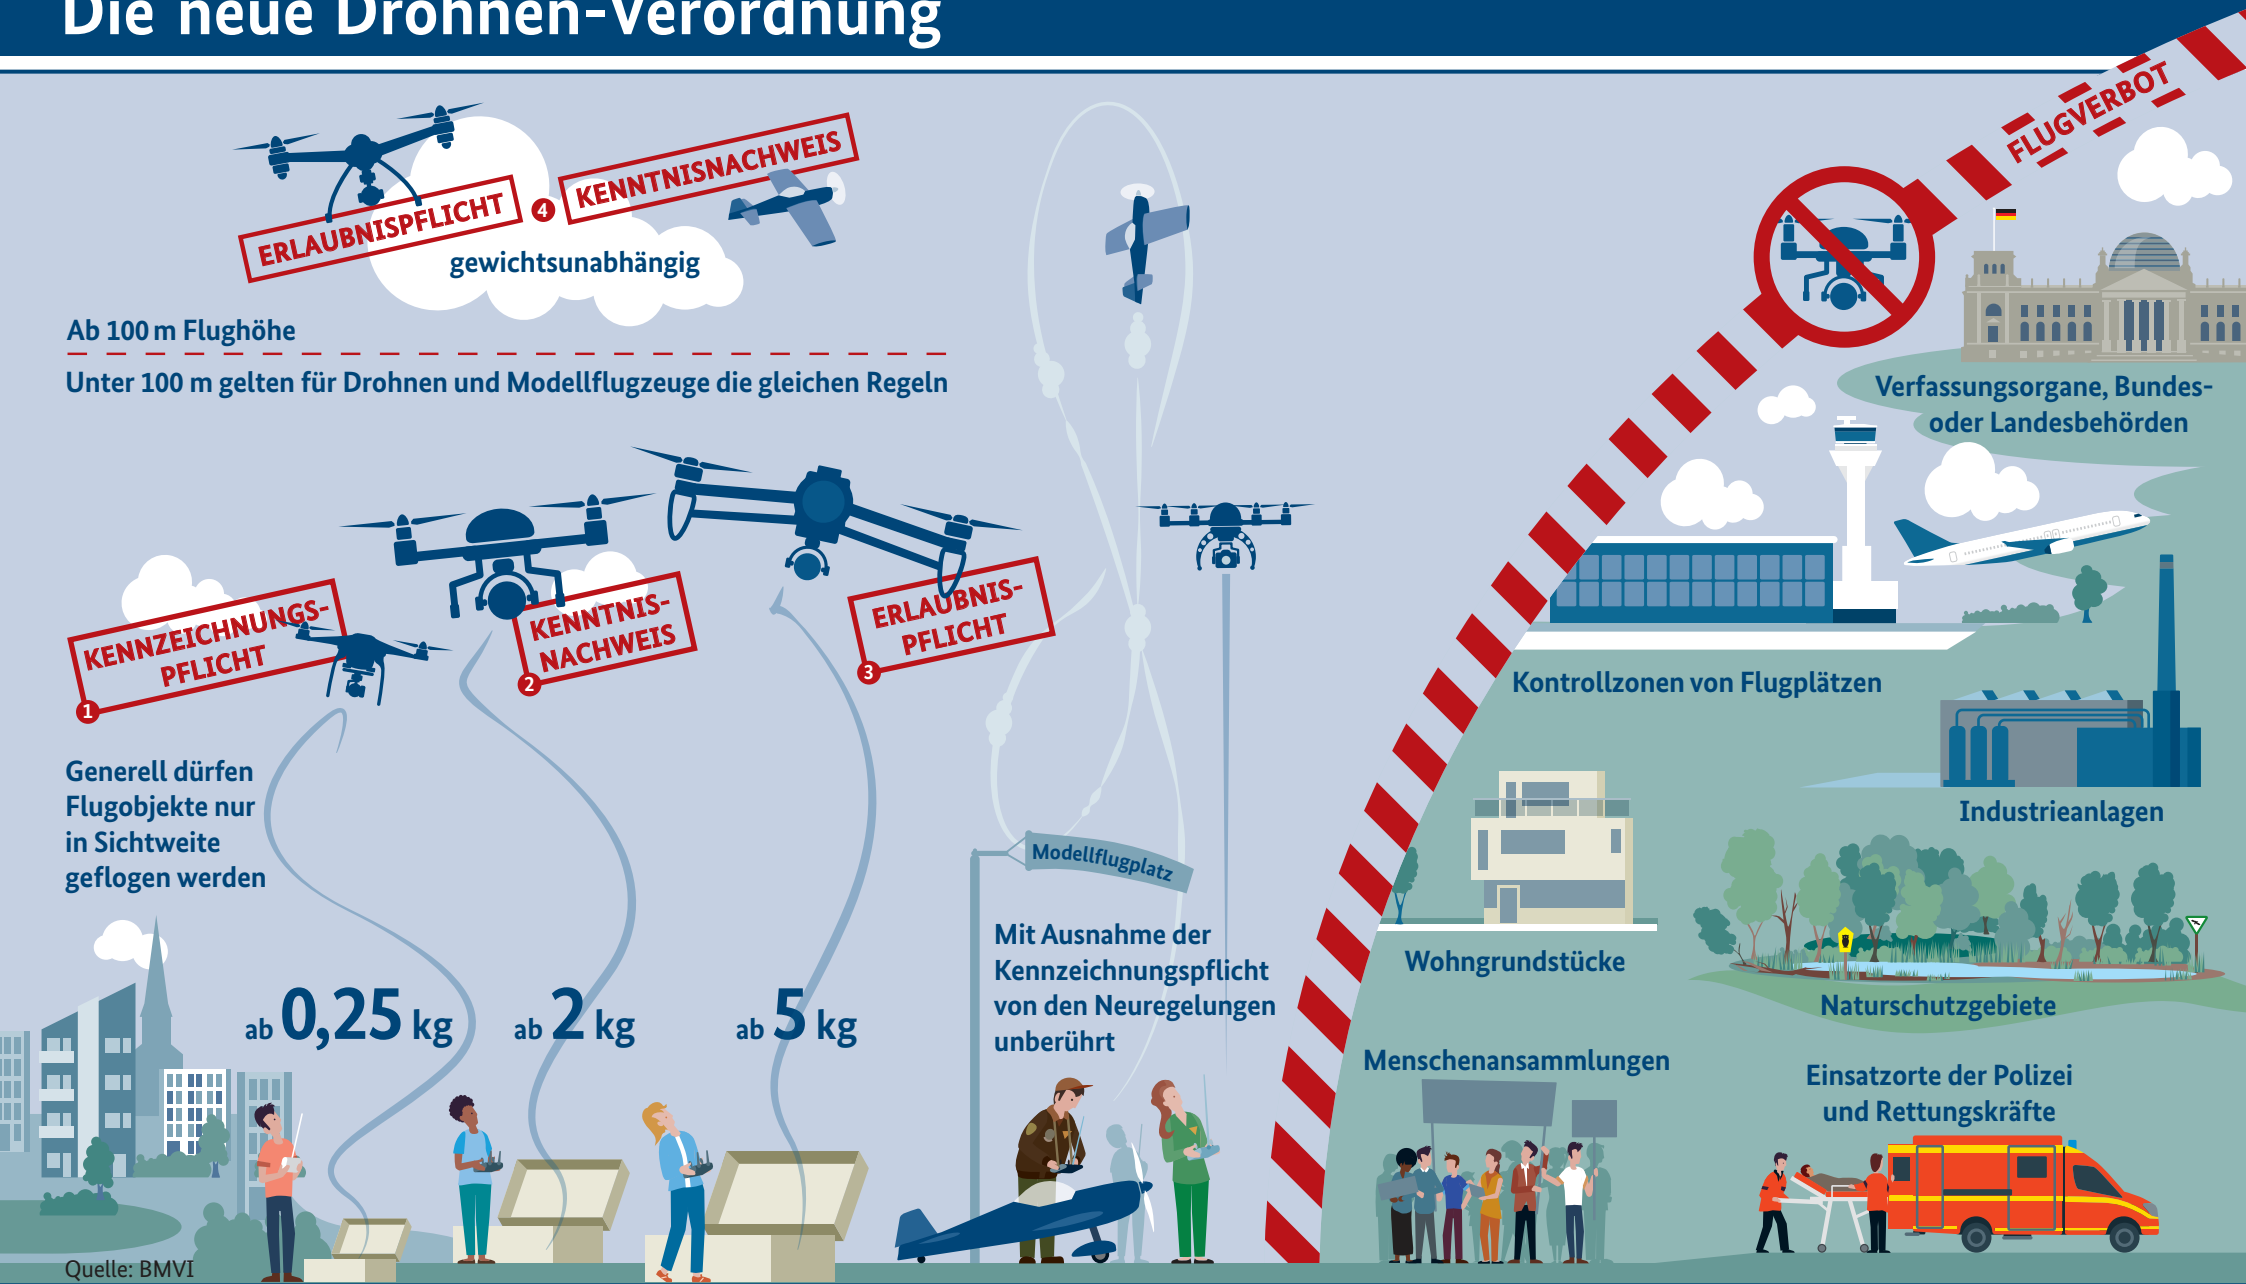 Die neue Drohnen-Verordnung
FLUGVERBOT
ERLAUBNISPFLICHT
4
KENNTNISNACHWEIS
gewichtsunabhängig
Ab 100 m Flughöhe
Unter 100 m gelten für Drohnen und Modellflugzeuge die gleichen Regeln
KENNZEICHNUNGS-
PFLICHT
1
KENNTNIS-
NACHWEIS
2
ERLAUBNIS-
PFLICHT
3
Generell dürfen
Flugobjekte nur
in Sichtweite
geflogen werden
ab 0,25 kg
ab 2 kg
ab 5 kg
Modellflugplatz
Mit Ausnahme der
Kennzeichnungspflicht
von den Neuregelungen
unberührt
Verfassungsorgane, Bundes-
oder Landesbehörden
Kontrollzonen von Flugplätzen
Industrieanlagen
Wohngrundstücke
Naturschutzgebiete
Menschenansammlungen
Einsatzorte der Polizei
und Rettungskräfte
Quelle: BMVI